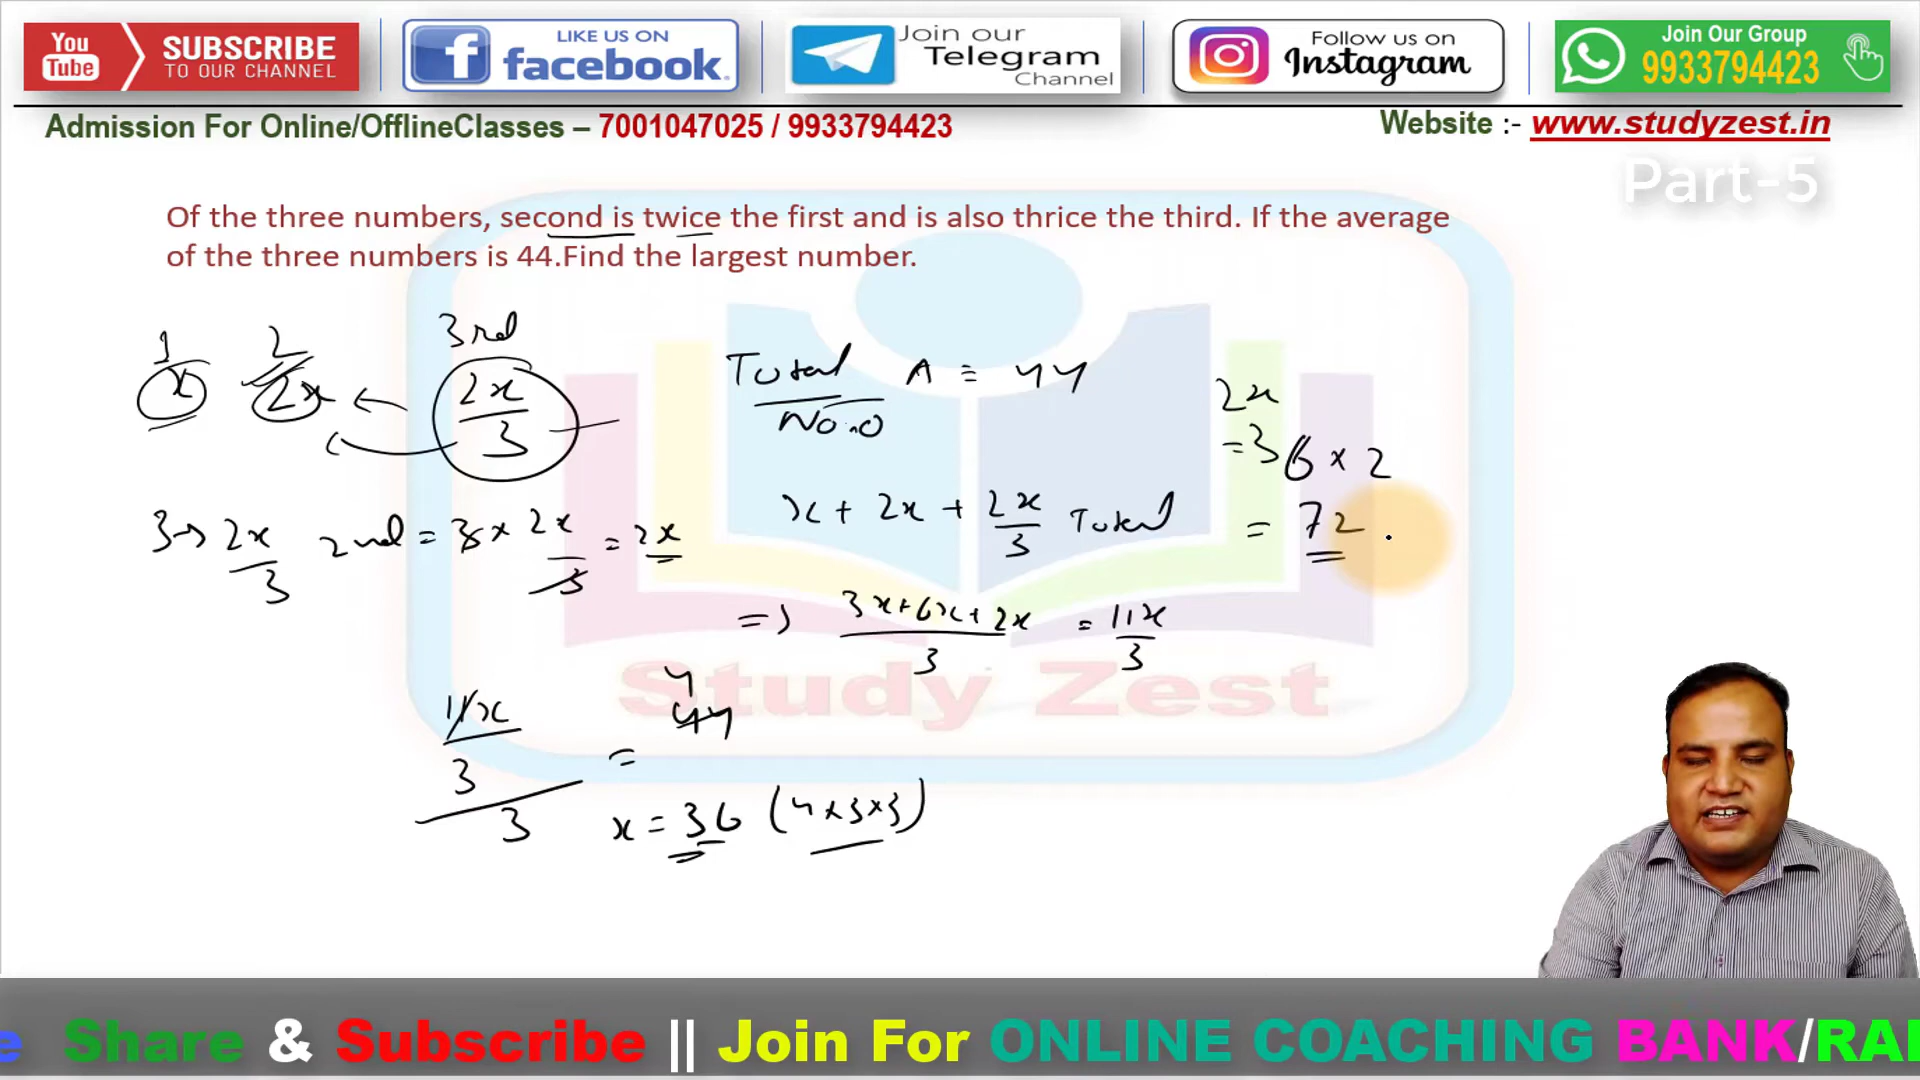 You Tube SUBSCRIBE TO OUR CHANNEL
LIKE US ON facebook.
Join our Telegram Channel
Follow us on Instagram
Join Our Group 9933794423
Admission For Online/OfflineClasses – 7001047025 / 9933794423
Website :- www.studyzest.in
Part-5
Of the three numbers, second is twice the first and is also thrice the third. If the average
of the three numbers is 44.Find the largest number.
1 2 3rd
x 2x 2x/3
3→ 2x/3 2nd = 3 x 2x/3 = 2x
Total/No.o A = 44
x + 2x + 2x/3 Total
=> 3x+6x+2x/3 = 11x/3
11x/3/3 = 44 4
x = 36 (4x3x3)
2x
= 36 x 2
= 72
Study Zest
e Share & Subscribe || Join For ONLINE COACHING BANK/RA